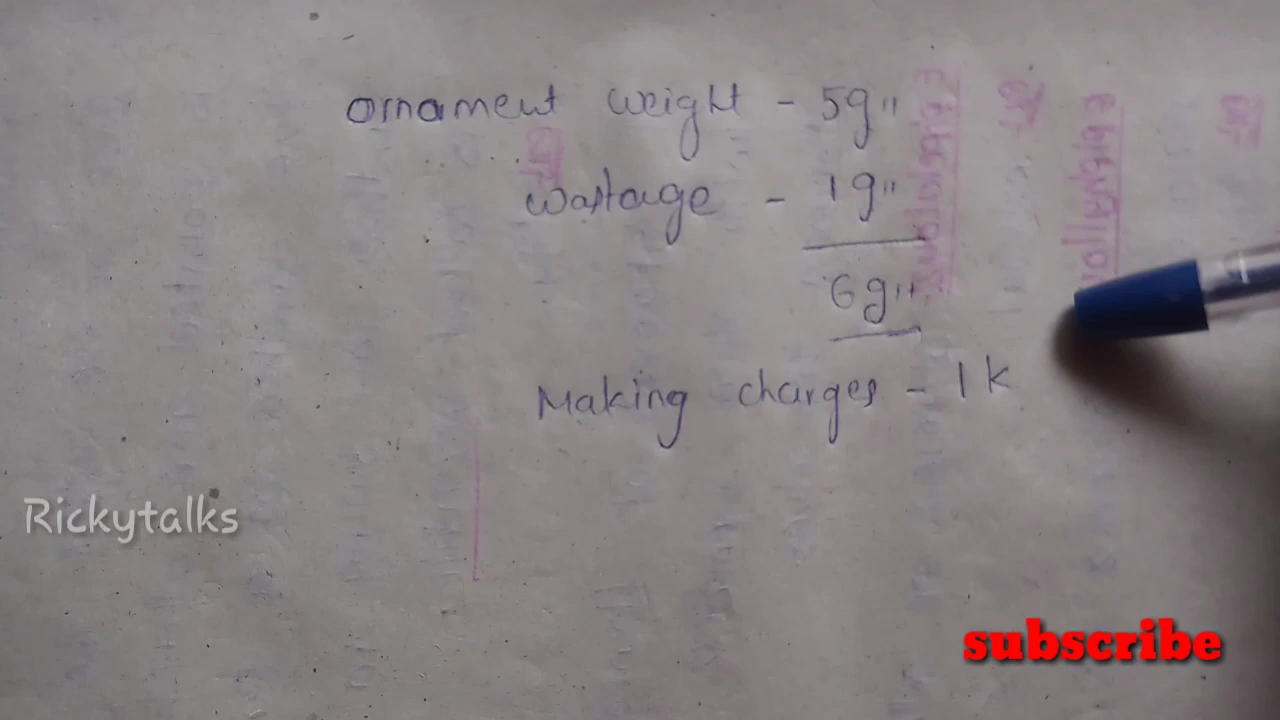 ornament weight - 5g"
wastage - 1g"
6g"
Making charges - 1k
Rickytalks
subscribe